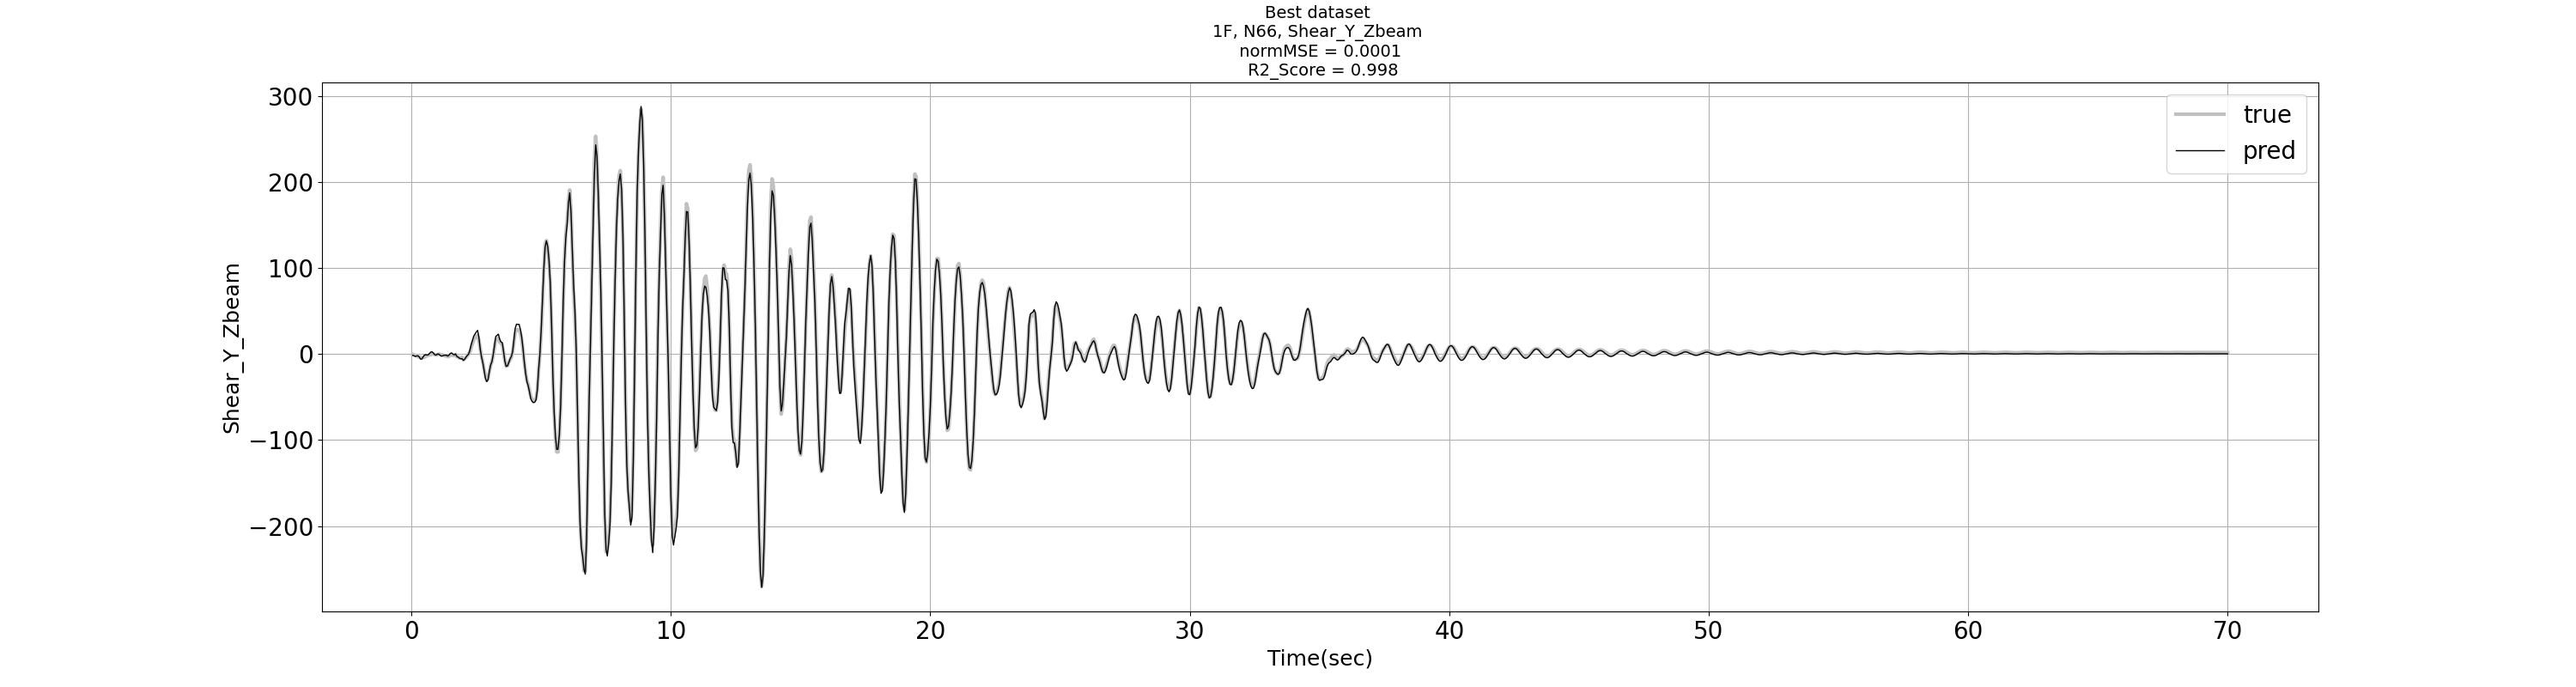 Best dataset
1F, N66, Shear_Y_Zbeam
normMSE = 0.0001
R2_Score = 0.998
300
200
100
0
−100
−200
Shear_Y_Zbeam
true
pred
0 10 20 30 40 50 60 70
Time(sec)